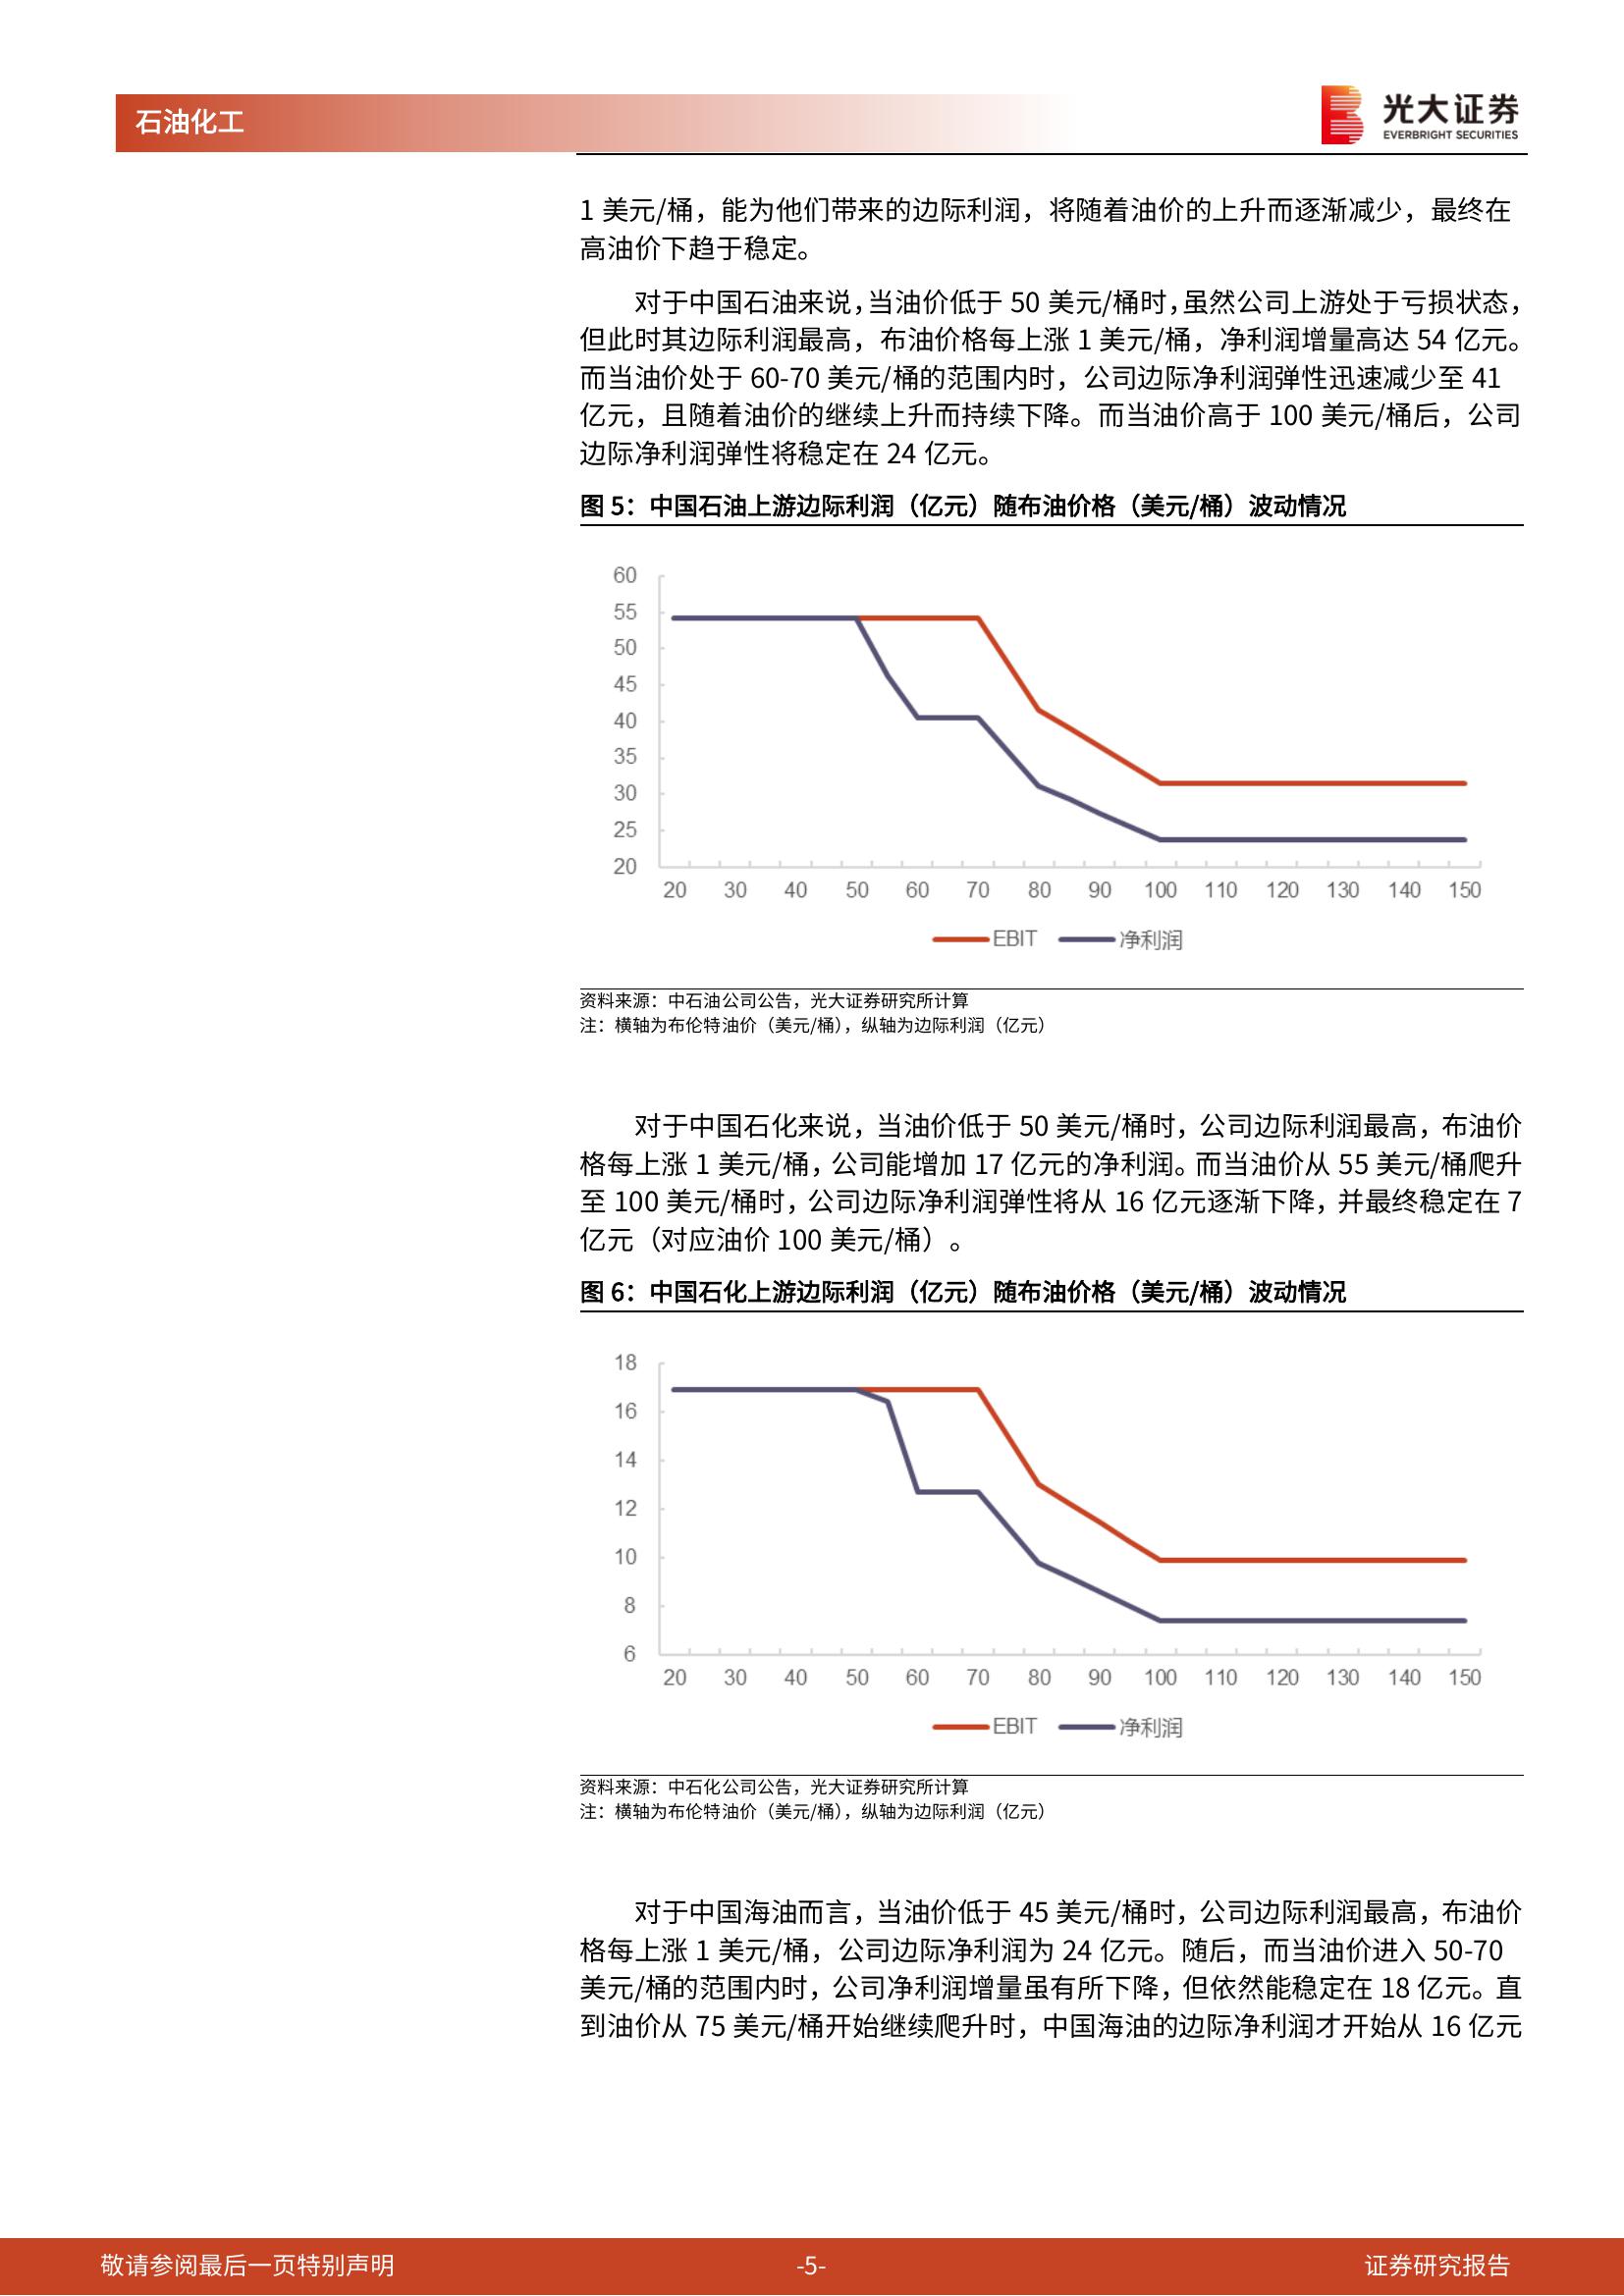 石油化工
光大证券
EVERBRIGHT SECURITIES
1 美元/桶，能为他们带来的边际利润，将随着油价的上升而逐渐减少，最终在
高油价下趋于稳定。
对于中国石油来说，当油价低于 50 美元/桶时，虽然公司上游处于亏损状态，
但此时其边际利润最高，布油价格每上涨 1 美元/桶，净利润增量高达 54 亿元。
而当油价处于 60-70 美元/桶的范围内时，公司边际净利润弹性迅速减少至 41
亿元，且随着油价的继续上升而持续下降。而当油价高于 100 美元/桶后，公司
边际净利润弹性将稳定在 24 亿元。
图 5：中国石油上游边际利润（亿元）随布油价格（美元/桶）波动情况
60
55
50
45
40
35
30
25
20
20 30 40 50 60 70 80 90 100 110 120 130 140 150
EBIT 净利润
资料来源：中石油公司公告，光大证券研究所计算
注：横轴为布伦特油价（美元/桶），纵轴为边际利润（亿元）
对于中国石化来说，当油价低于 50 美元/桶时，公司边际利润最高，布油价
格每上涨 1 美元/桶，公司能增加 17 亿元的净利润。而当油价从 55 美元/桶爬升
至 100 美元/桶时，公司边际净利润弹性将从 16 亿元逐渐下降，并最终稳定在 7
亿元（对应油价 100 美元/桶）。
图 6：中国石化上游边际利润（亿元）随布油价格（美元/桶）波动情况
18
16
14
12
10
8
6
20 30 40 50 60 70 80 90 100 110 120 130 140 150
EBIT 净利润
资料来源：中石化公司公告，光大证券研究所计算
注：横轴为布伦特油价（美元/桶），纵轴为边际利润（亿元）
对于中国海油而言，当油价低于 45 美元/桶时，公司边际利润最高，布油价
格每上涨 1 美元/桶，公司边际净利润为 24 亿元。随后，而当油价进入 50-70
美元/桶的范围内时，公司净利润增量虽有所下降，但依然能稳定在 18 亿元。直
到油价从 75 美元/桶开始继续爬升时，中国海油的边际净利润才开始从 16 亿元
敬请参阅最后一页特别声明 -5- 证券研究报告